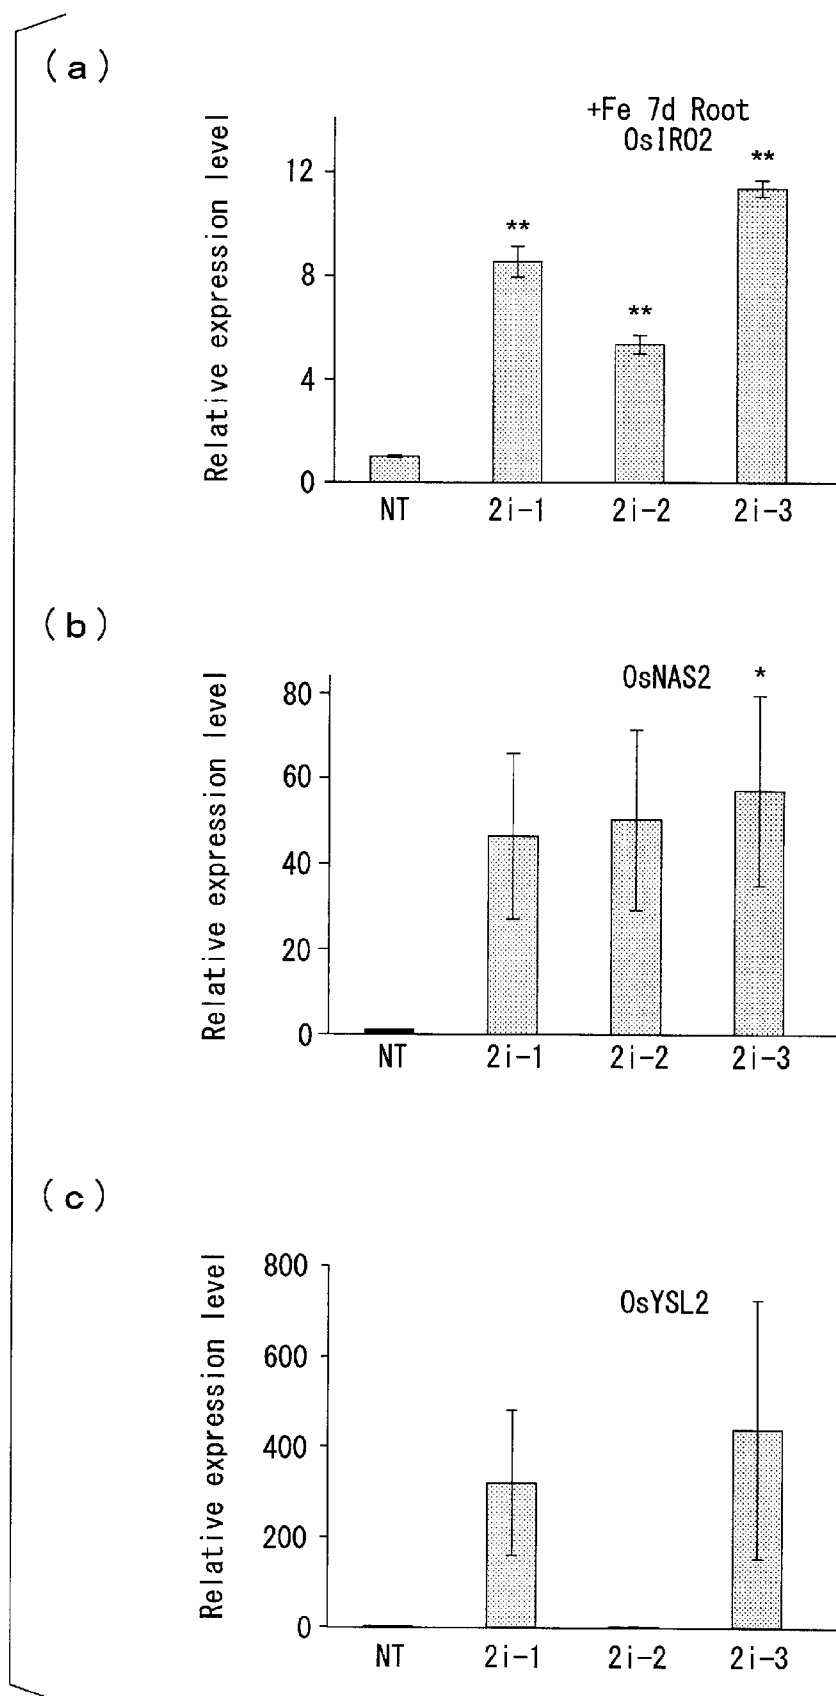 (a)
+Fe 7d Root
OsIRO2
Relative expression level
12
8
4
0
**
**
**
NT 2i-1 2i-2 2i-3
(b)
OsNAS2
*
Relative expression level
80
60
40
20
0
NT 2i-1 2i-2 2i-3
(c)
OsYSL2
Relative expression level
800
600
400
200
0
NT 2i-1 2i-2 2i-3